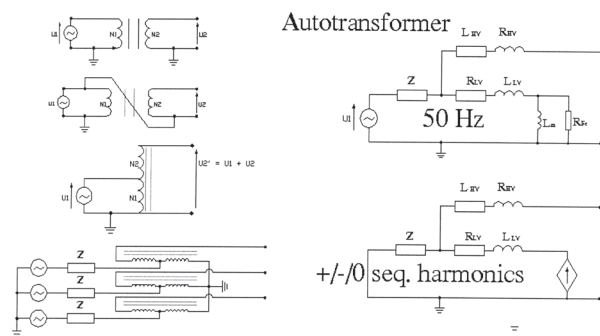 Autotransformer
U1 N1 N2 U2
U1 N1 N2 U2
N2 U2' = U1 + U2
U1 N1
Z
Z
Z
L HV R HV
Z R LV L LV
U1 50 Hz L m R Fe
L HV R HV
Z R LV L LV
+/-/0 seq. harmonics